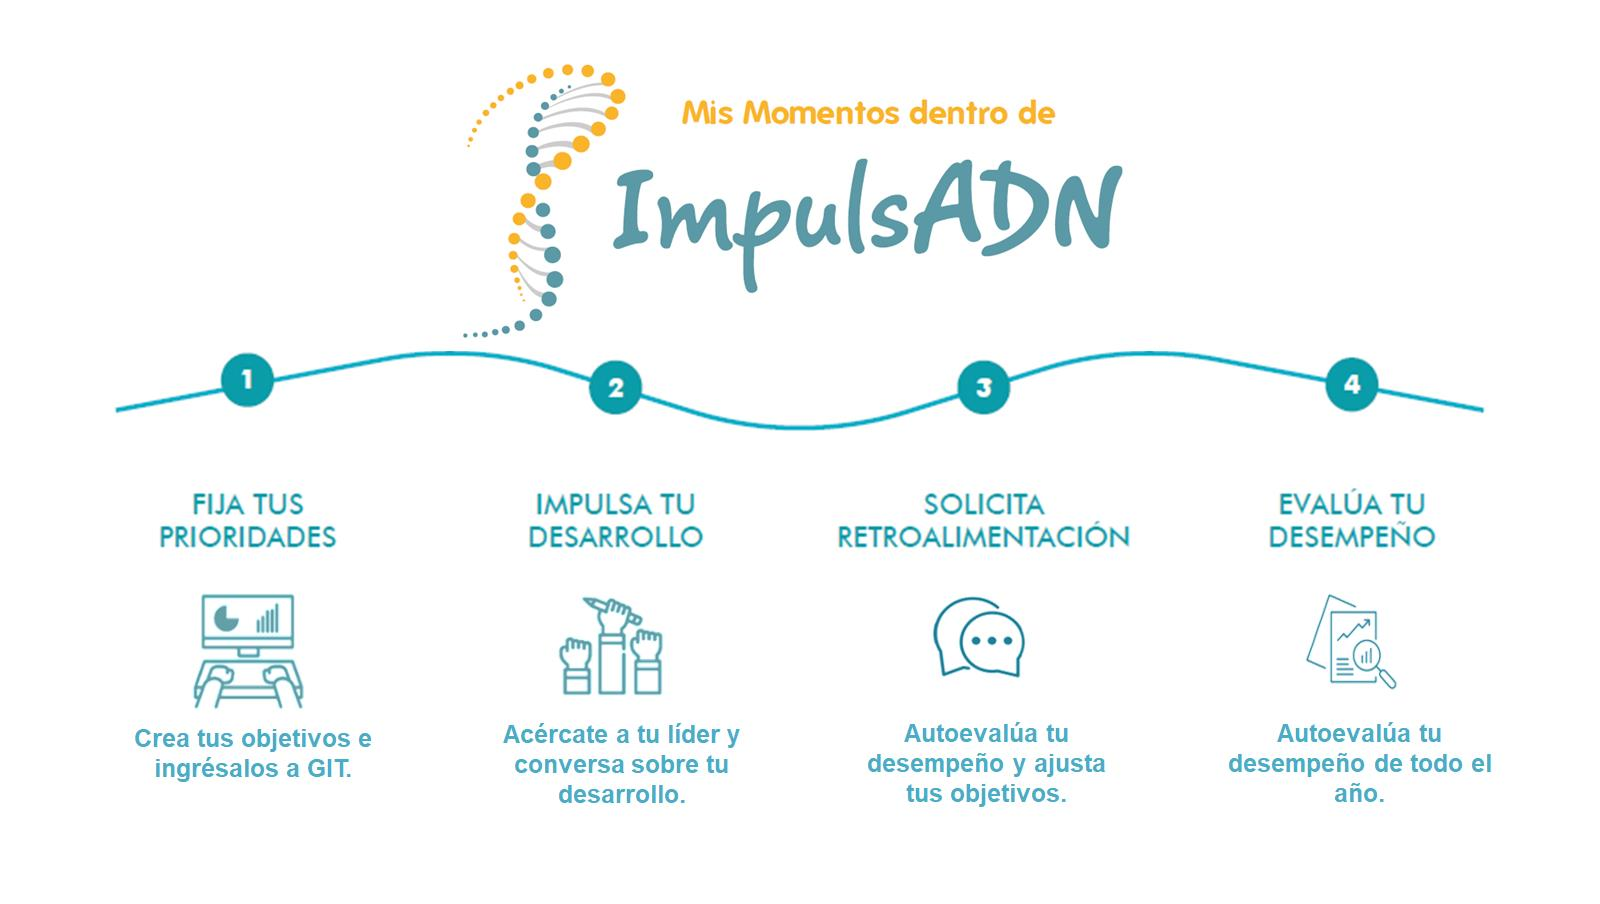 Mis Momentos dentro de
ImpulsADN
1
2
3
4
FIJA TUS
PRIORIDADES
IMPULSA TU
DESARROLLO
SOLICITA
RETROALIMENTACIÓN
EVALÚA TU
DESEMPEÑO
Crea tus objetivos e
ingrésalos a GIT.
Acércate a tu líder y
conversa sobre tu
desarrollo.
Autoevalúa tu
desempeño y ajusta
tus objetivos.
Autoevalúa tu
desempeño de todo el
año.